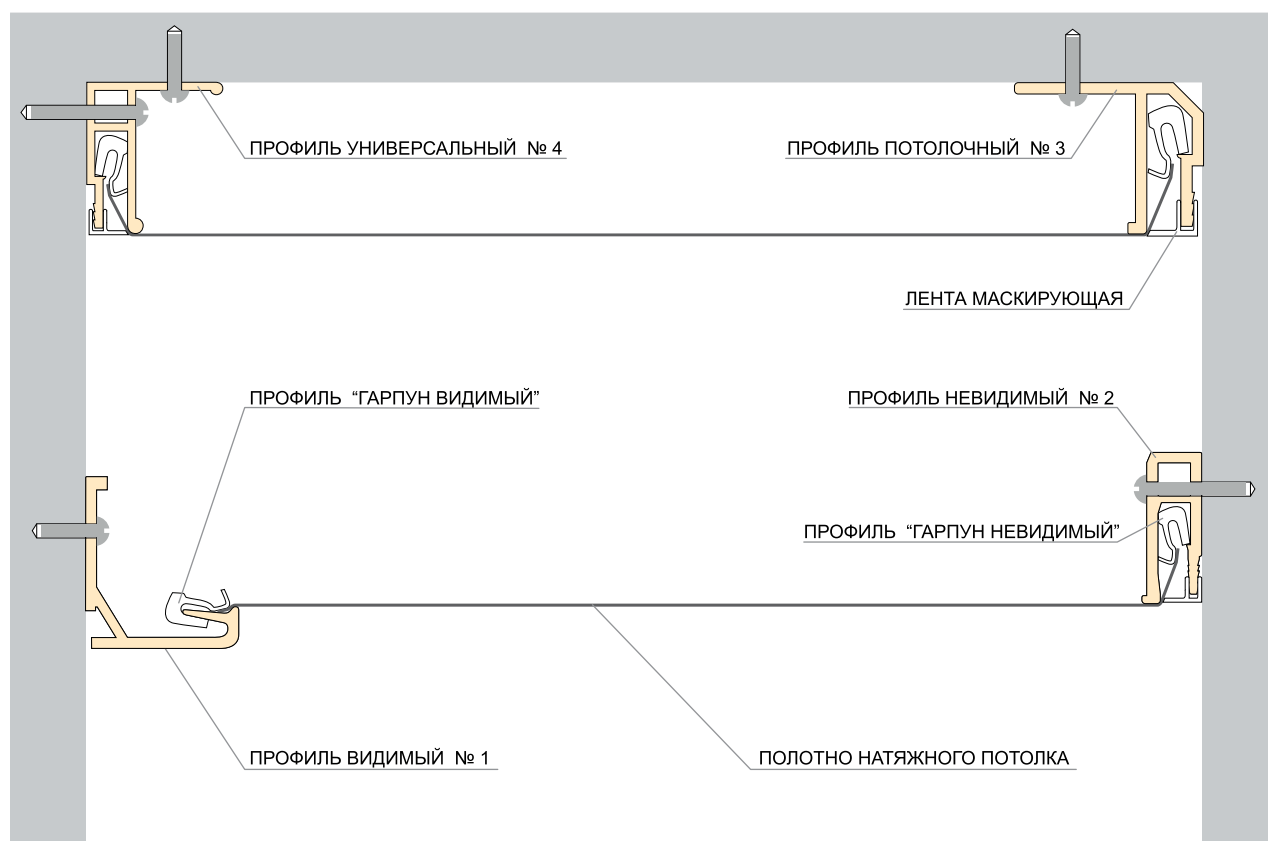 ПРОФИЛЬ УНИВЕРСАЛЬНЫЙ № 4
ПРОФИЛЬ ПОТОЛОЧНЫЙ № 3
ЛЕНТА МАСКИРУЮЩАЯ
ПРОФИЛЬ “ГАРПУН ВИДИМЫЙ”
ПРОФИЛЬ НЕВИДИМЫЙ № 2
ПРОФИЛЬ “ГАРПУН НЕВИДИМЫЙ”
ПРОФИЛЬ ВИДИМЫЙ № 1
ПОЛОТНО НАТЯЖНОГО ПОТОЛКА